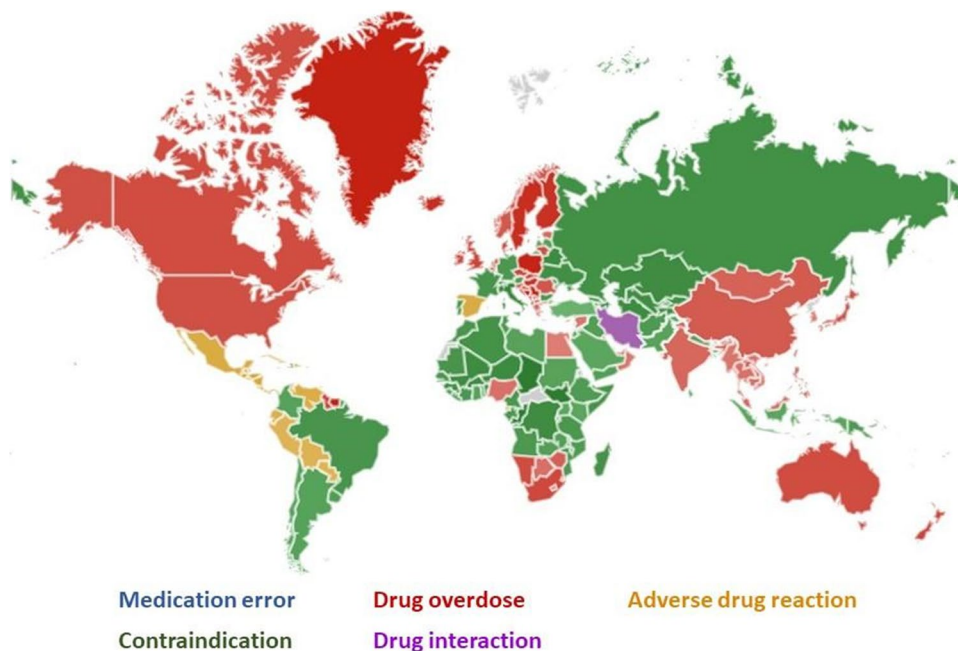 Medication error Drug overdose Adverse drug reaction
Contraindication Drug interaction